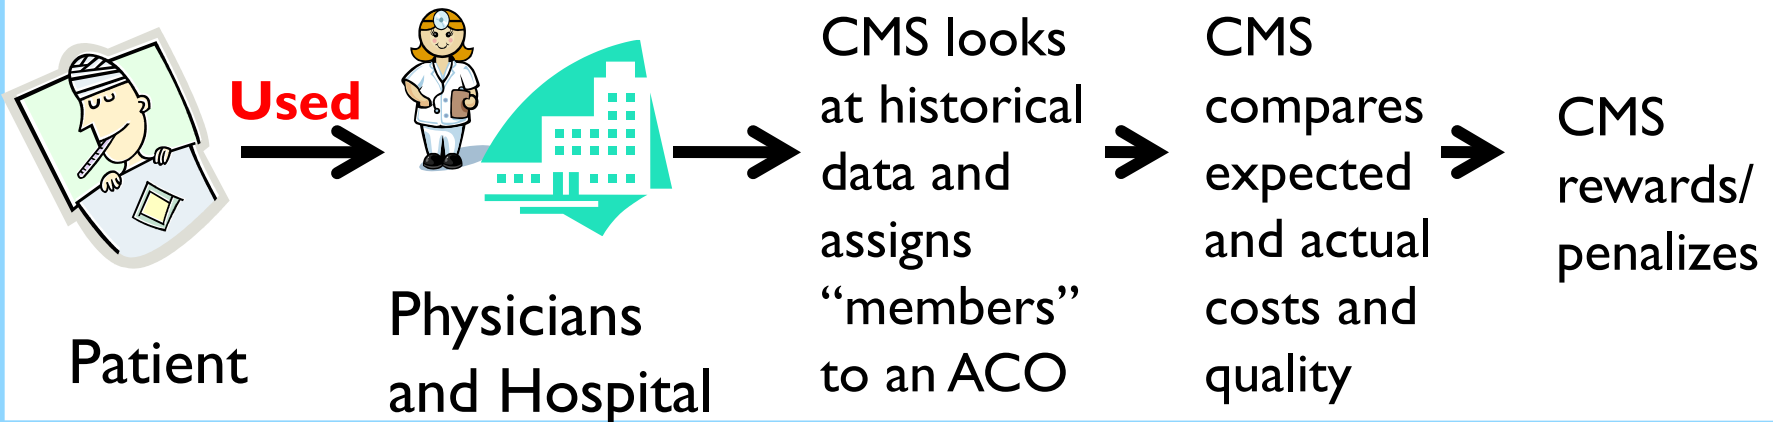 Used
Patient
Physicians
and Hospital
CMS looks
at historical
data and
assigns
“members”
to an ACO
CMS
compares
expected
and actual
costs and
quality
CMS
rewards/
penalizes